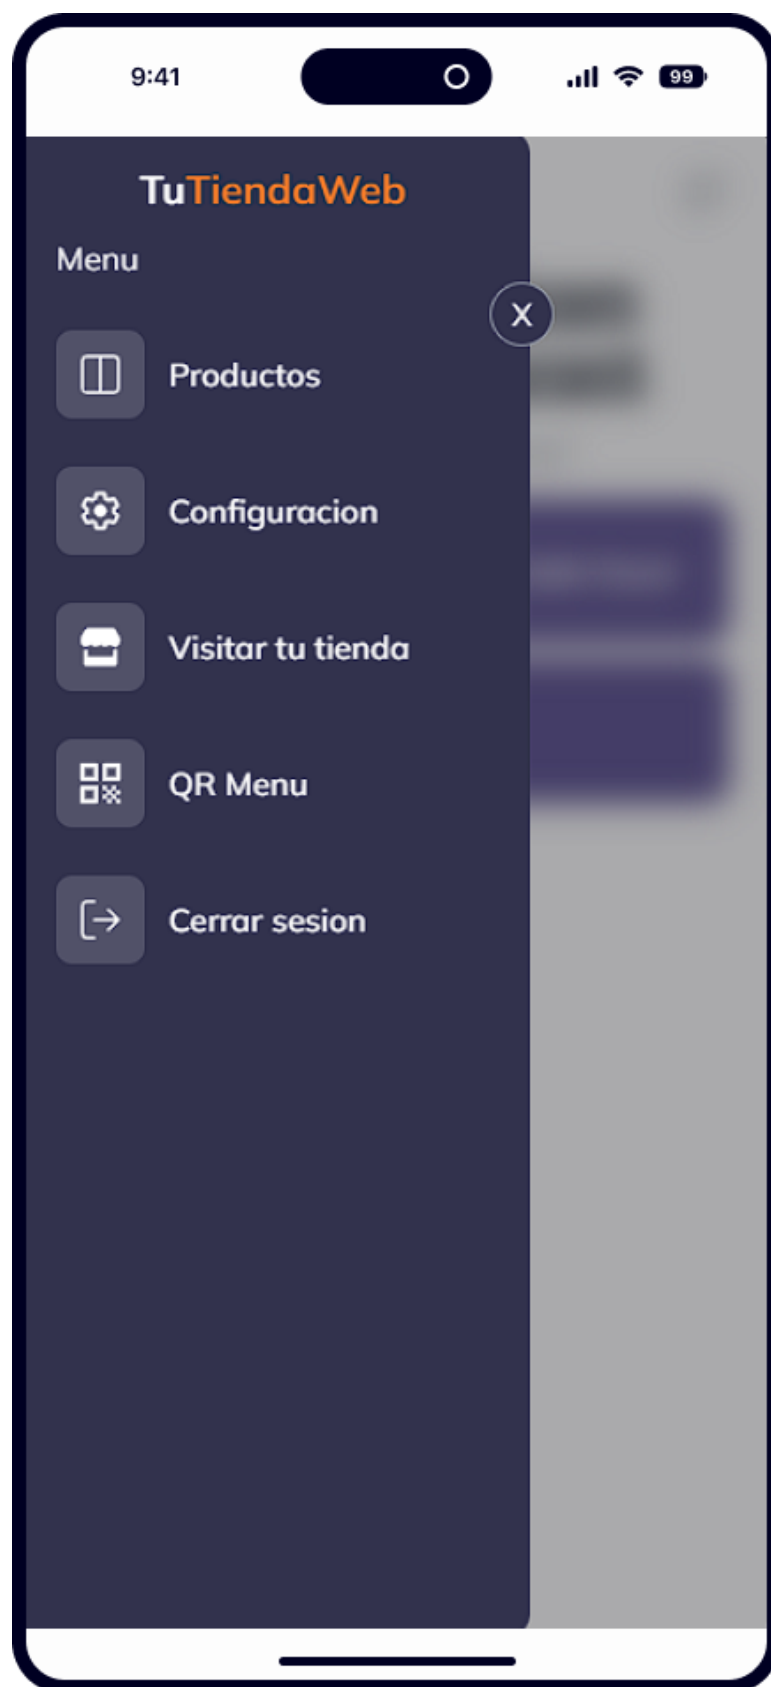 9:41
99
TuTiendaWeb
Menu
X
Productos
Configuracion
Visitar tu tienda
QR Menu
Cerrar sesion